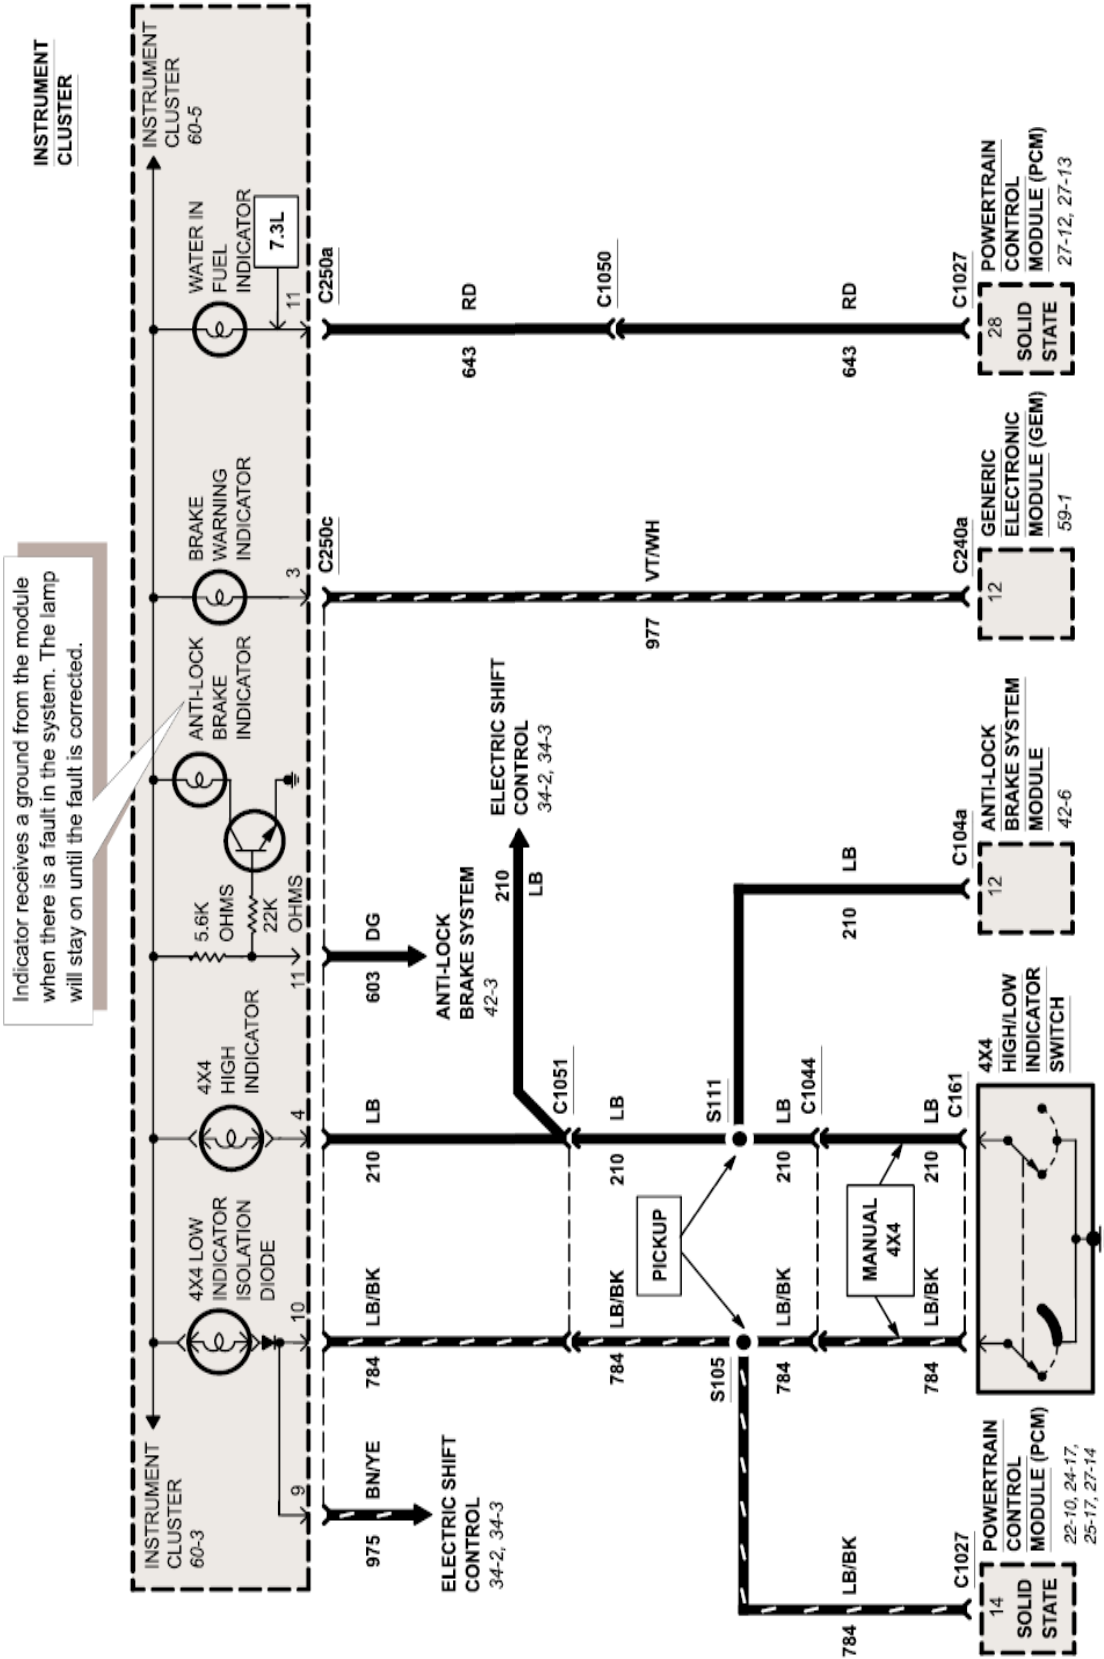 INSTRUMENT
CLUSTER
Indicator receives a ground from the module
when there is a fault in the system. The lamp
will stay on until the fault is corrected.
INSTRUMENT
CLUSTER
60-3
4X4 LOW
INDICATOR
ISOLATION
DIODE
4X4
HIGH
INDICATOR
5.6K
OHMS
22K
OHMS
ANTI-LOCK
BRAKE
INDICATOR
BRAKE
WARNING
INDICATOR
WATER IN
FUEL
INDICATOR
7.3L
INSTRUMENT
CLUSTER
60-5
9
10
4
11
3
C250c
11
C250a
975
BN/YE
784
LB/BK
210
LB
603
DG
643
RD
ELECTRIC SHIFT
CONTROL
34-2, 34-3
ANTI-LOCK
BRAKE SYSTEM
42-3
210
LB
ELECTRIC SHIFT
CONTROL
34-2, 34-3
C1051
C1050
784
LB/BK
210
LB
977
VT/WH
PICKUP
S105
S111
784
LB/BK
210
LB
C1044
784
LB/BK
210
LB
643
RD
MANUAL
4X4
784
LB/BK
210
LB
C1027
C161
C104a
C240a
C1027
14
SOLID
STATE
POWERTRAIN
CONTROL
MODULE (PCM)
22-10, 24-17,
25-17, 27-14
4X4
HIGH/LOW
INDICATOR
SWITCH
12
ANTI-LOCK
BRAKE SYSTEM
MODULE
42-6
12
GENERIC
ELECTRONIC
MODULE (GEM)
59-1
28
SOLID
STATE
POWERTRAIN
CONTROL
MODULE (PCM)
27-12, 27-13